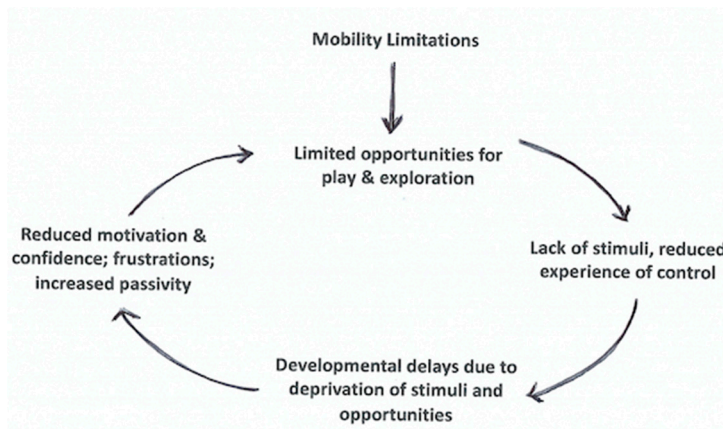 Mobility Limitations
Limited opportunities for
play & exploration
Lack of stimuli, reduced
experience of control
Developmental delays due to
deprivation of stimuli and
opportunities
Reduced motivation &
confidence; frustrations;
increased passivity